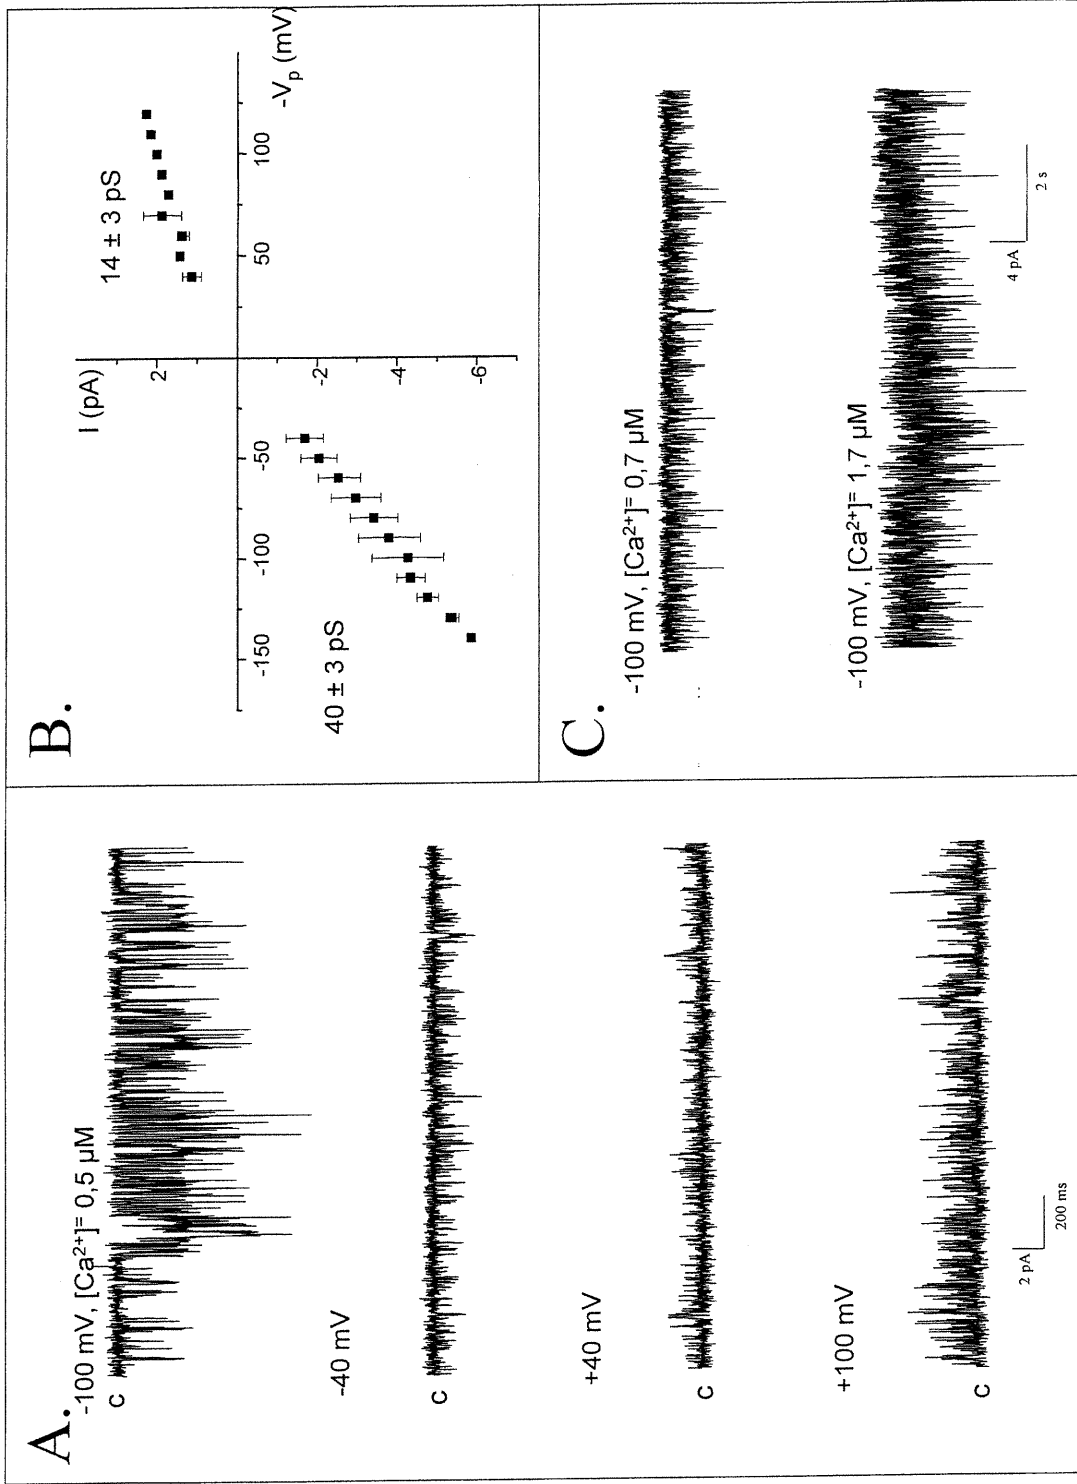 A.
-100 mV, [Ca²⁺]= 0,5 µM
C
-40 mV
C
+40 mV
C
+100 mV
C
2 pA
200 ms
B.
I (pA)
14 ± 3 pS
2
-150
-100
-50
50
100
-Vₚ (mV)
-2
-4
-6
40 ± 3 pS
C.
-100 mV, [Ca²⁺]= 0,7 µM
-100 mV, [Ca²⁺]= 1,7 µM
4 pA
2 s